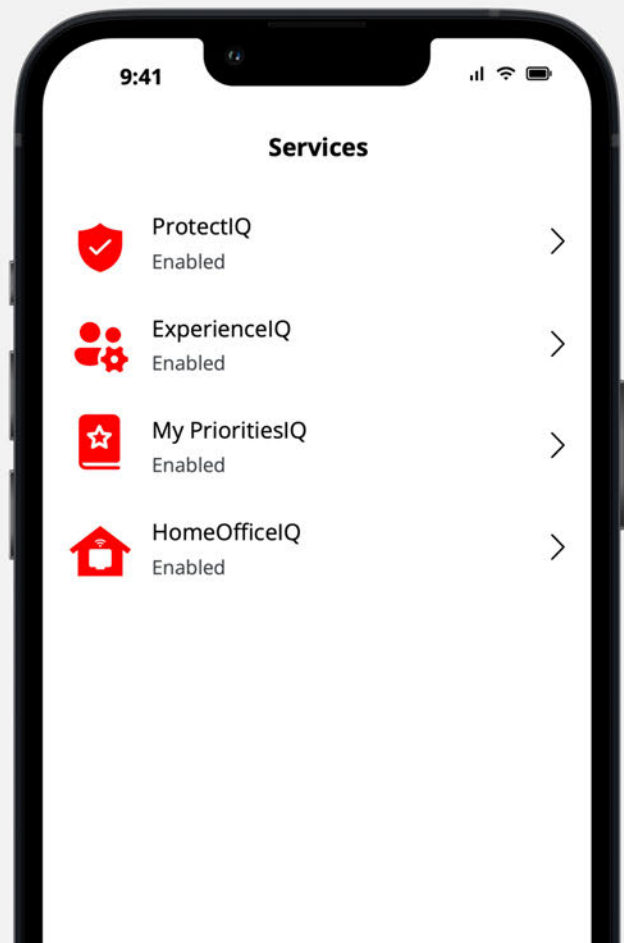 9:41
Services
ProtectIQ
Enabled
ExperienceIQ
Enabled
My PrioritiesIQ
Enabled
HomeOfficeIQ
Enabled